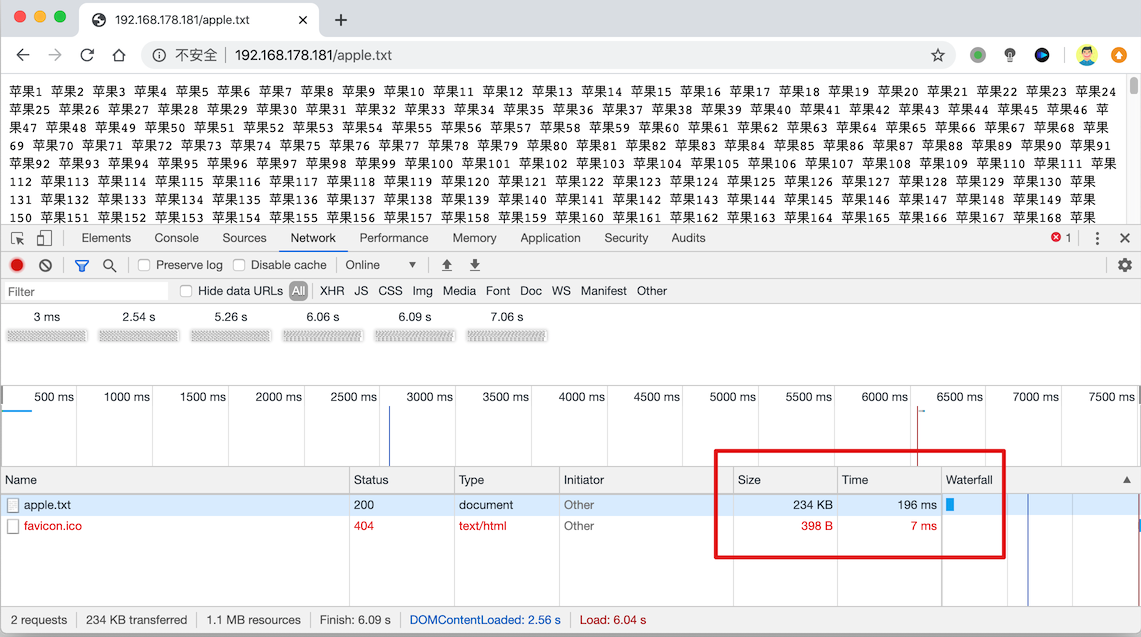 192.168.178.181/apple.txt
不安全 192.168.178.181/apple.txt
苹果1 苹果2 苹果3 苹果4 苹果5 苹果6 苹果7 苹果8 苹果9 苹果10 苹果11 苹果12 苹果13 苹果14 苹果15 苹果16 苹果17 苹果18 苹果19 苹果20 苹果21 苹果22 苹果23 苹果24
苹果25 苹果26 苹果27 苹果28 苹果29 苹果30 苹果31 苹果32 苹果33 苹果34 苹果35 苹果36 苹果37 苹果38 苹果39 苹果40 苹果41 苹果42 苹果43 苹果44 苹果45 苹果46 苹
果47 苹果48 苹果49 苹果50 苹果51 苹果52 苹果53 苹果54 苹果55 苹果56 苹果57 苹果58 苹果59 苹果60 苹果61 苹果62 苹果63 苹果64 苹果65 苹果66 苹果67 苹果68 苹果
69 苹果70 苹果71 苹果72 苹果73 苹果74 苹果75 苹果76 苹果77 苹果78 苹果79 苹果80 苹果81 苹果82 苹果83 苹果84 苹果85 苹果86 苹果87 苹果88 苹果89 苹果90 苹果91
苹果92 苹果93 苹果94 苹果95 苹果96 苹果97 苹果98 苹果99 苹果100 苹果101 苹果102 苹果103 苹果104 苹果105 苹果106 苹果107 苹果108 苹果109 苹果110 苹果111 苹果
112 苹果113 苹果114 苹果115 苹果116 苹果117 苹果118 苹果119 苹果120 苹果121 苹果122 苹果123 苹果124 苹果125 苹果126 苹果127 苹果128 苹果129 苹果130 苹果
131 苹果132 苹果133 苹果134 苹果135 苹果136 苹果137 苹果138 苹果139 苹果140 苹果141 苹果142 苹果143 苹果144 苹果145 苹果146 苹果147 苹果148 苹果149 苹果
150 苹果151 苹果152 苹果153 苹果154 苹果155 苹果156 苹果157 苹果158 苹果159 苹果160 苹果161 苹果162 苹果163 苹果164 苹果165 苹果166 苹果167 苹果168 苹果
Elements Console Sources Network Performance Memory Application Security Audits 1
Preserve log Disable cache Online
Filter Hide data URLs All XHR JS CSS Img Media Font Doc WS Manifest Other
3 ms 2.54 s 5.26 s 6.06 s 6.09 s 7.06 s
500 ms 1000 ms 1500 ms 2000 ms 2500 ms 3000 ms 3500 ms 4000 ms 4500 ms 5000 ms 5500 ms 6000 ms 6500 ms 7000 ms 7500 ms
Name Status Type Initiator Size Time Waterfall
apple.txt 200 document Other 234 KB 196 ms
favicon.ico 404 text/html Other 398 B 7 ms
2 requests 234 KB transferred 1.1 MB resources Finish: 6.09 s DOMContentLoaded: 2.56 s Load: 6.04 s